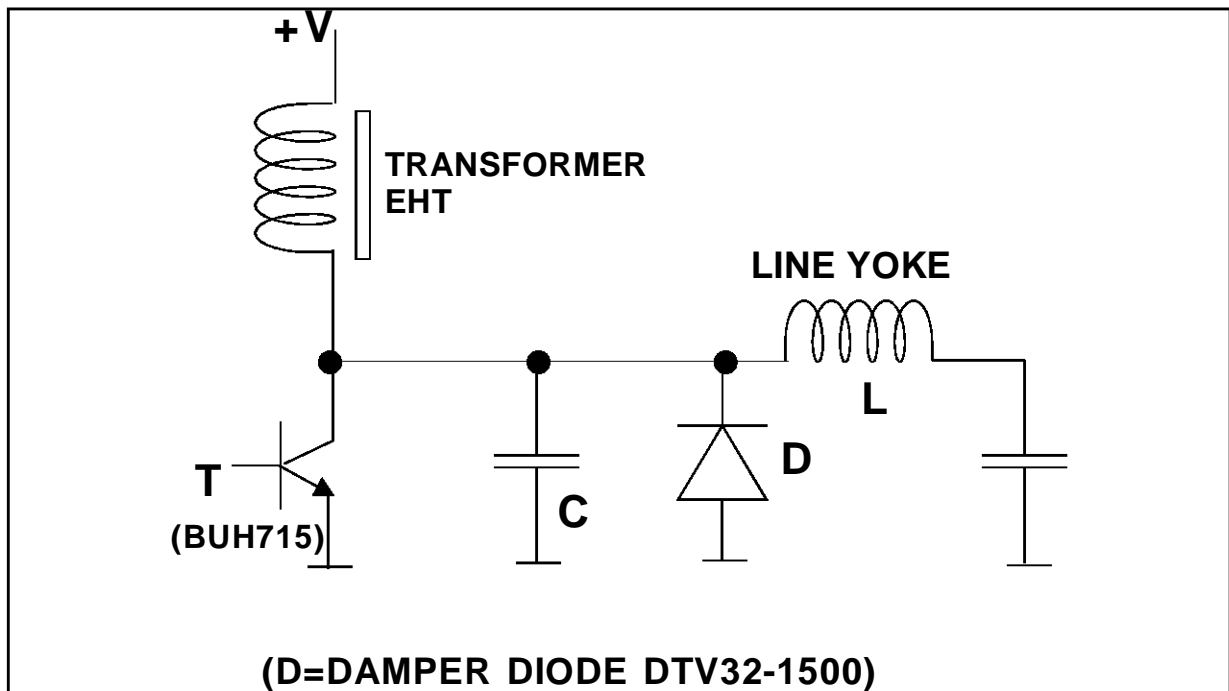 +V
TRANSFORMER
EHT
LINE YOKE
L
T
D
C
(BUH715)
(D=DAMPER DIODE DTV32-1500)